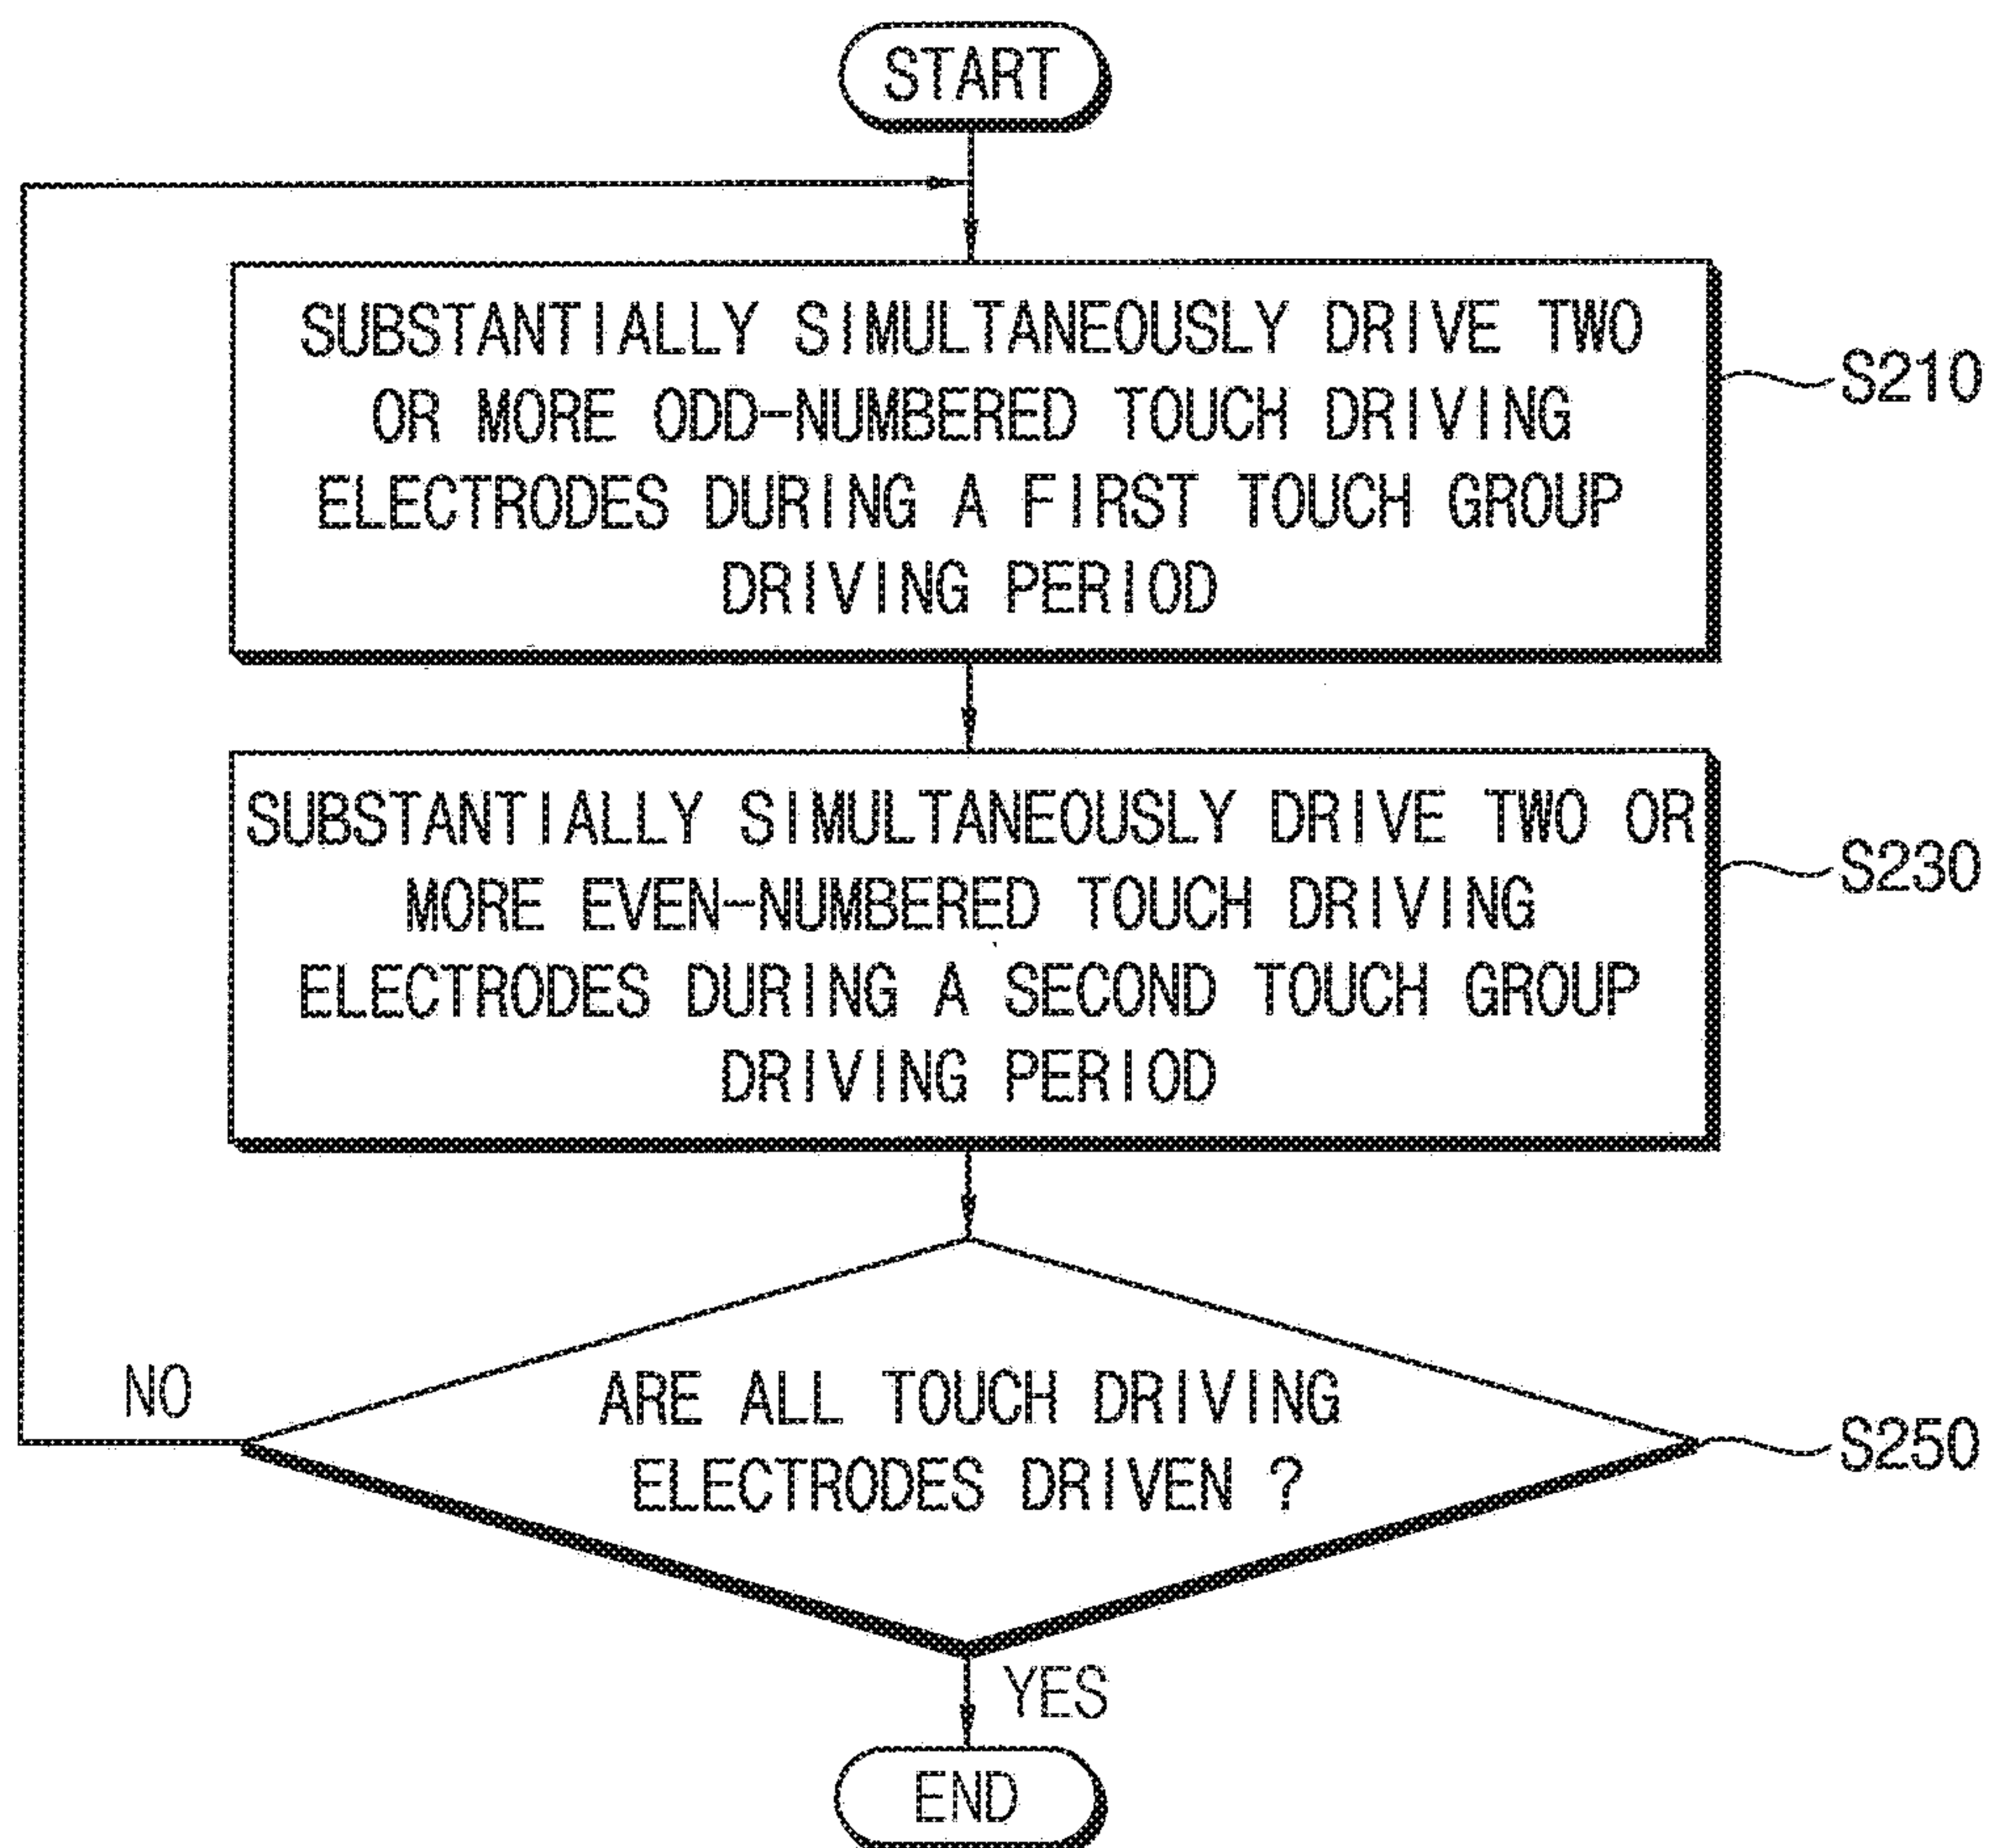 START
SUBSTANTIALLY SIMULTANEOUSLY DRIVE TWO
OR MORE ODD-NUMBERED TOUCH DRIVING
ELECTRODES DURING A FIRST TOUCH GROUP
DRIVING PERIOD
S210
SUBSTANTIALLY SIMULTANEOUSLY DRIVE TWO OR
MORE EVEN-NUMBERED TOUCH DRIVING
ELECTRODES DURING A SECOND TOUCH GROUP
DRIVING PERIOD
S230
NO
ARE ALL TOUCH DRIVING
ELECTRODES DRIVEN ?
S250
YES
END